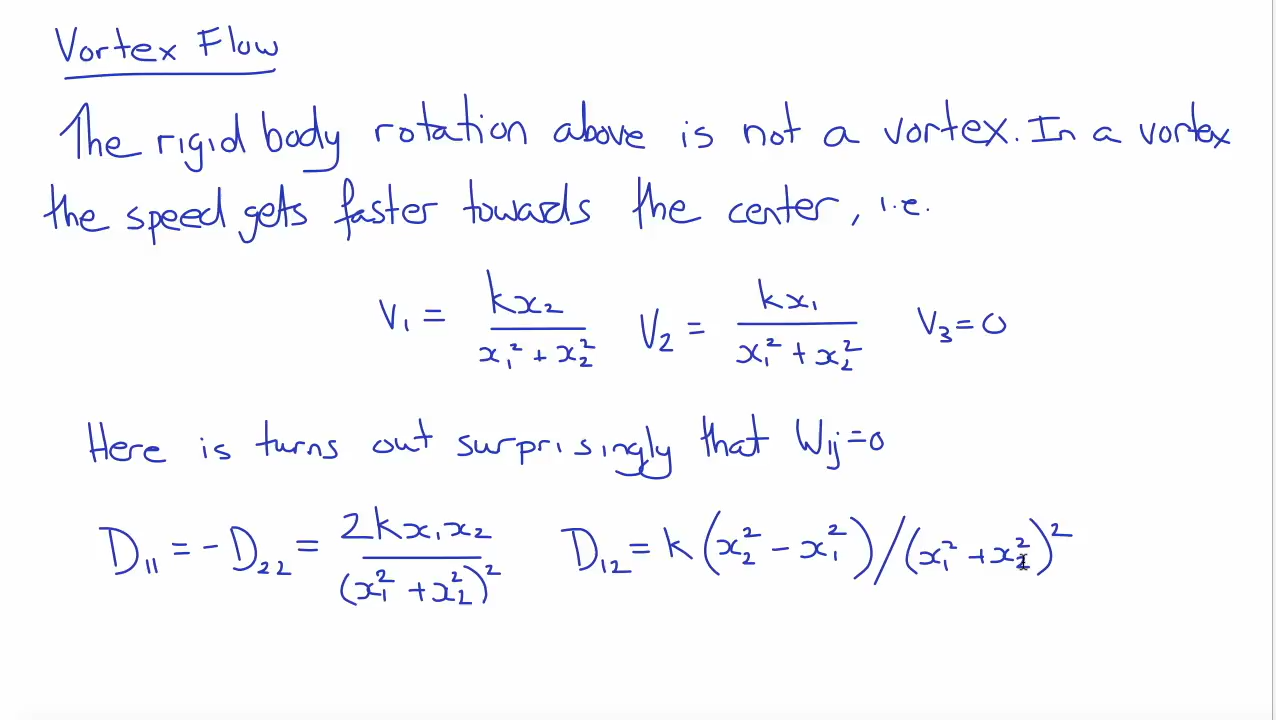 Vortex Flow
The rigid body rotation above is not a vortex. In a vortex
the speed gets faster towards the center, i.e.
V₁ = kx₂/(x₁² + x₂²) V₂ = kx₁/(x₁² + x₂²) V₃ = 0
Here is turns out surprisingly that Wij = 0
D₁₁ = -D₂₂ = 2kx₁x₂/(x₁² + x₂²)² D₁₂ = k(x₂² - x₁²)/(x₁² + x₂²)²